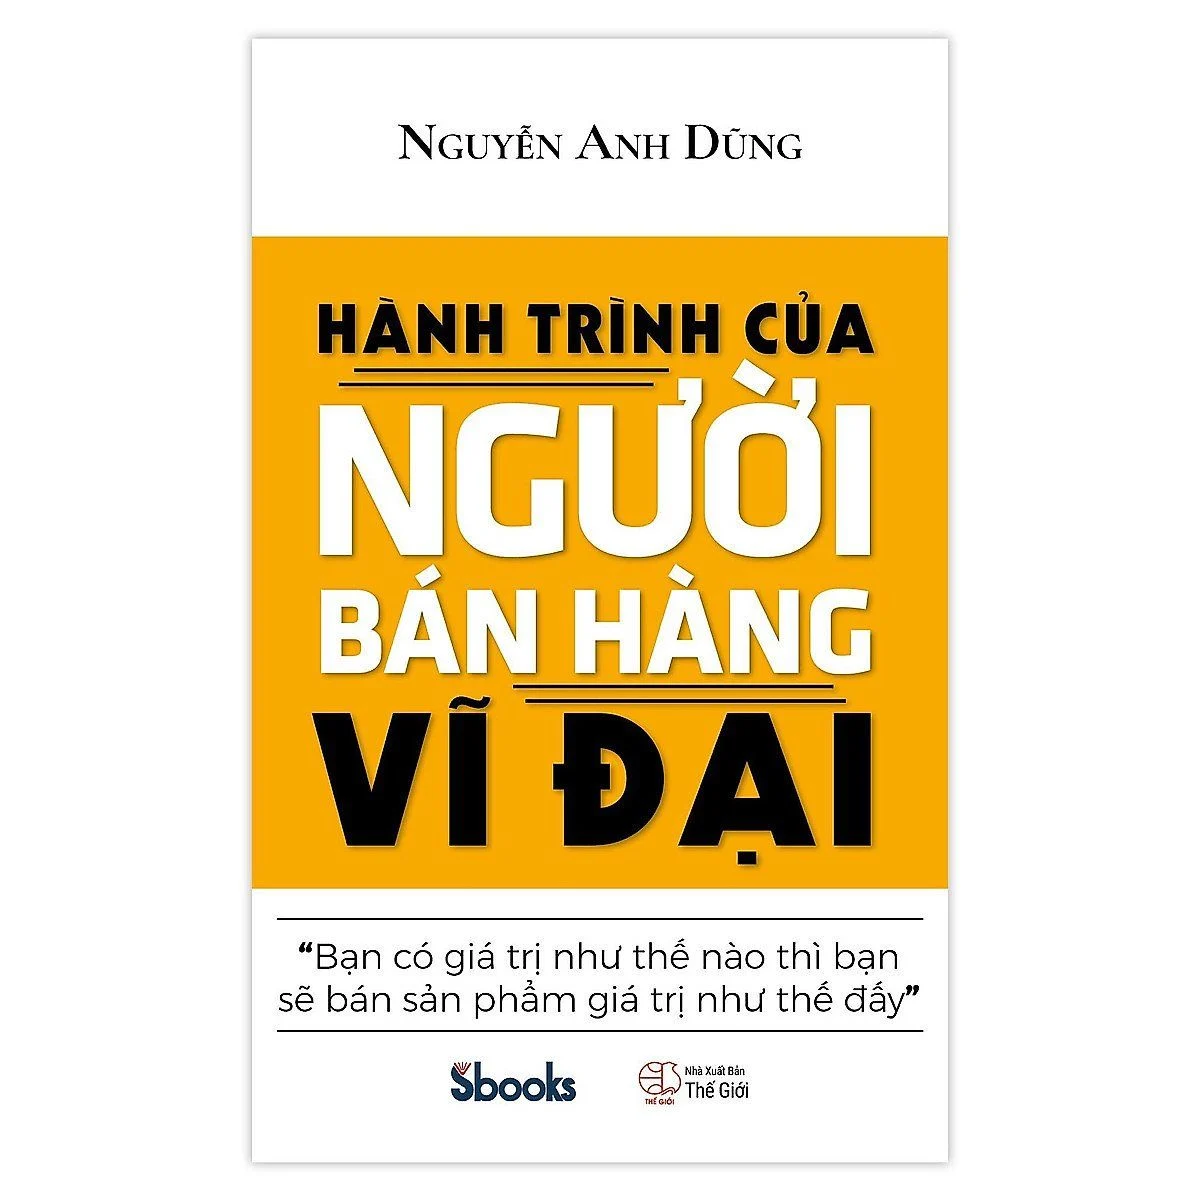 NGUYỄN ANH DŨNG
HÀNH TRÌNH CỦA
NGƯỜI
BÁN HÀNG
VĨ ĐẠI
“Bạn có giá trị như thế nào thì bạn
sẽ bán sản phẩm giá trị như thế đấy”
Sbooks
THẾ GIỚI
Nhà Xuất Bản
Thế Giới